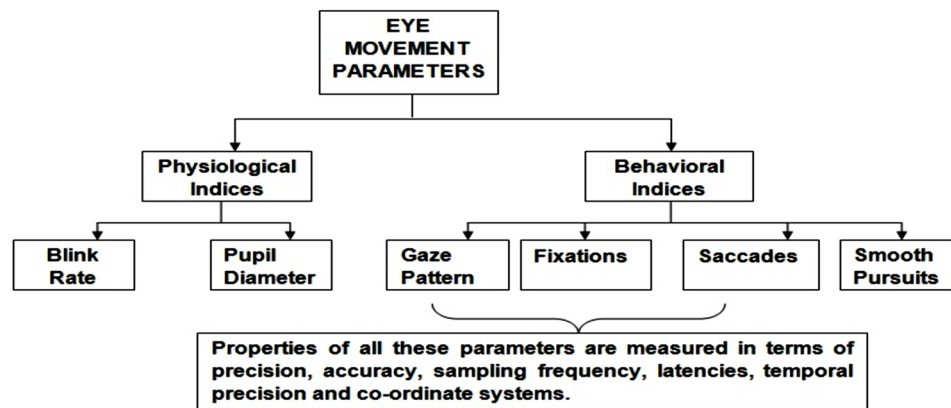 EYE
MOVEMENT
PARAMETERS
Physiological
Indices
Behavioral
Indices
Blink
Rate
Pupil
Diameter
Gaze
Pattern
Fixations
Saccades
Smooth
Pursuits
Properties of all these parameters are measured in terms of
precision, accuracy, sampling frequency, latencies, temporal
precision and co-ordinate systems.